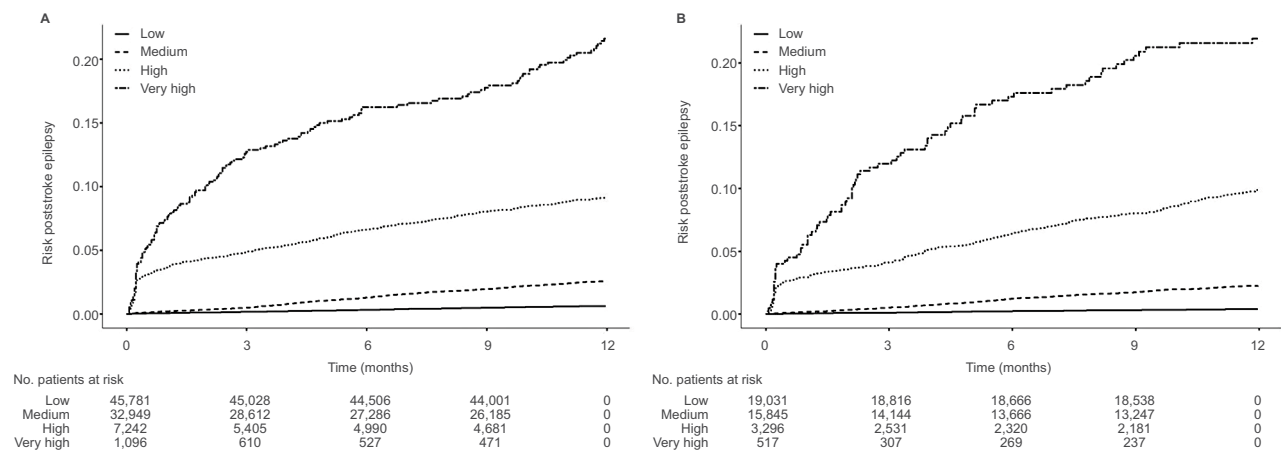 A
Low
Medium
High
Very high
0.20
0.15
0.10
0.05
0.00
Risk poststroke epilepsy
0 3 6 9 12
Time (months)
No. patients at risk
Low 45,781 45,028 44,506 44,001 0
Medium 32,949 28,612 27,286 26,185 0
High 7,242 5,405 4,990 4,681 0
Very high 1,096 610 527 471 0
B
Low
Medium
High
Very high
0.20
0.15
0.10
0.05
0.00
Risk poststroke epilepsy
0 3 6 9 12
Time (months)
No. patients at risk
Low 19,031 18,816 18,666 18,538 0
Medium 15,845 14,144 13,666 13,247 0
High 3,296 2,531 2,320 2,181 0
Very high 517 307 269 237 0